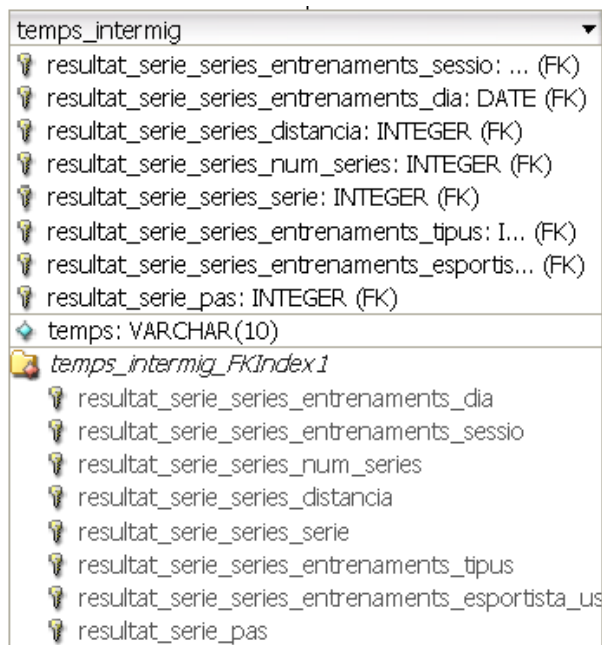 temps_intermig
resultat_serie_series_entrenaments_sessio: ... (FK)
resultat_serie_series_entrenaments_dia: DATE (FK)
resultat_serie_series_distancia: INTEGER (FK)
resultat_serie_series_num_series: INTEGER (FK)
resultat_serie_series_serie: INTEGER (FK)
resultat_serie_series_entrenaments_tipus: I... (FK)
resultat_serie_series_entrenaments_esportis... (FK)
resultat_serie_pas: INTEGER (FK)
temps: VARCHAR(10)
temps_intermig_FKIndex1
resultat_serie_series_entrenaments_dia
resultat_serie_series_entrenaments_sessio
resultat_serie_series_num_series
resultat_serie_series_distancia
resultat_serie_series_serie
resultat_serie_series_entrenaments_tipus
resultat_serie_series_entrenaments_esportista_us
resultat_serie_pas